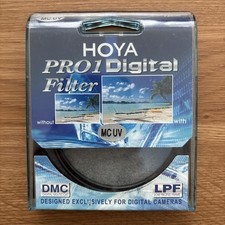 HOYA
PRO1 Digital
Filter
without
with
MC UV
DMC
LPF
DESIGNED EXCLUSIVELY FOR DIGITAL CAMERAS